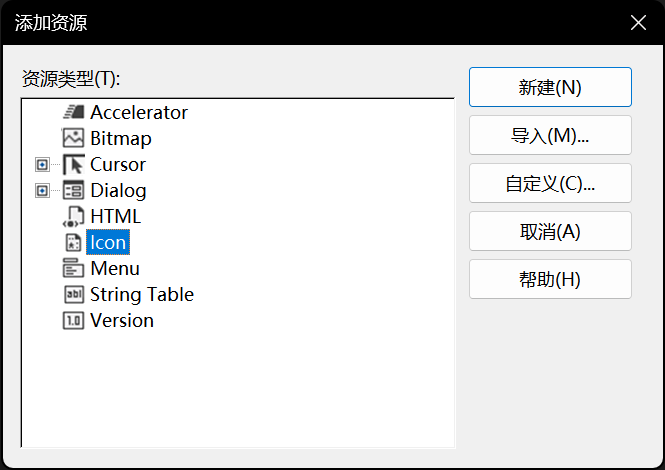 添加资源
资源类型(T):
Accelerator
Bitmap
Cursor
Dialog
HTML
Icon
Menu
String Table
Version
新建(N)
导入(M)...
自定义(C)...
取消(A)
帮助(H)